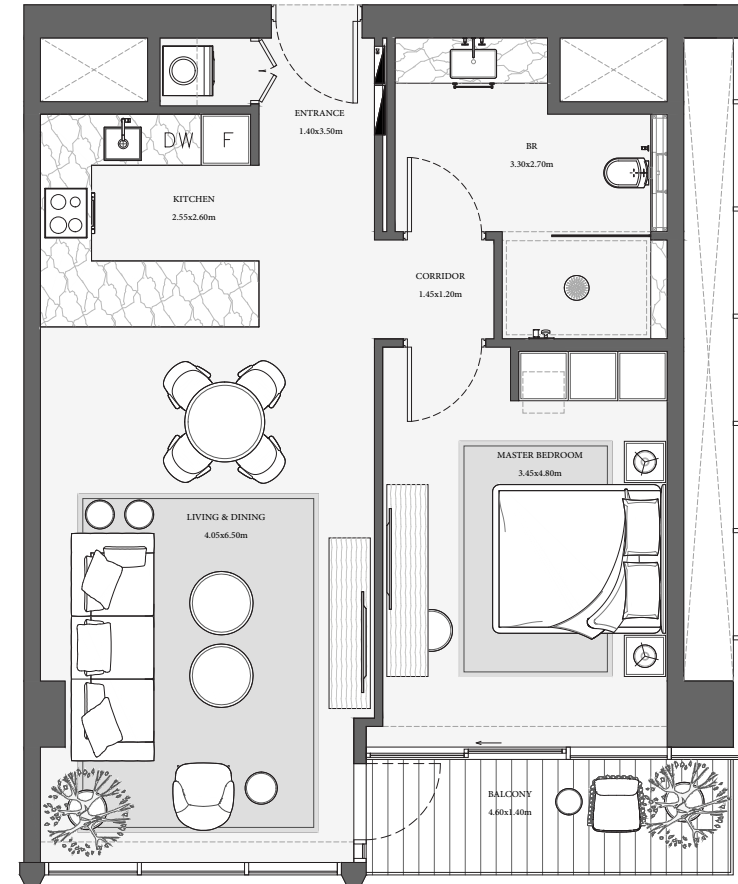 ENTRANCE
1.40x3.50m
BR
3.30x2.70m
DW
F
KITCHEN
2.55x2.60m
CORRIDOR
1.45x1.20m
MASTER BEDROOM
3.45x4.80m
LIVING & DINING
4.05x6.50m
BALCONY
4.60x1.40m